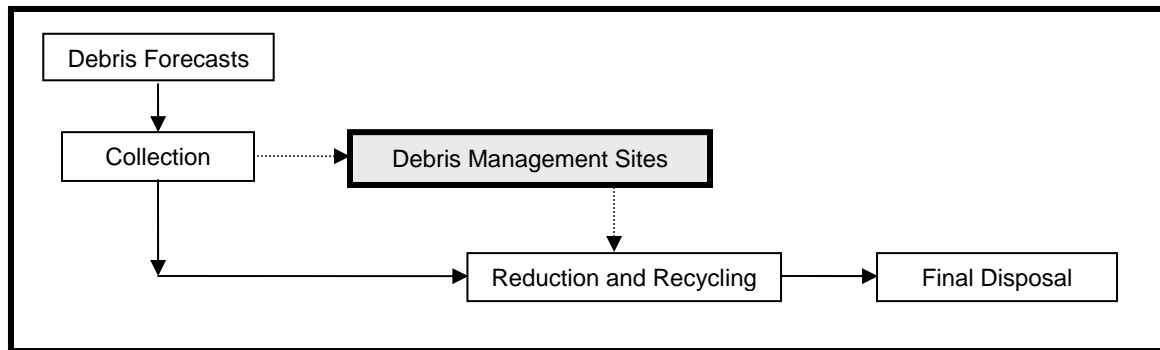 Debris Forecasts
Collection
Debris Management Sites
Reduction and Recycling
Final Disposal